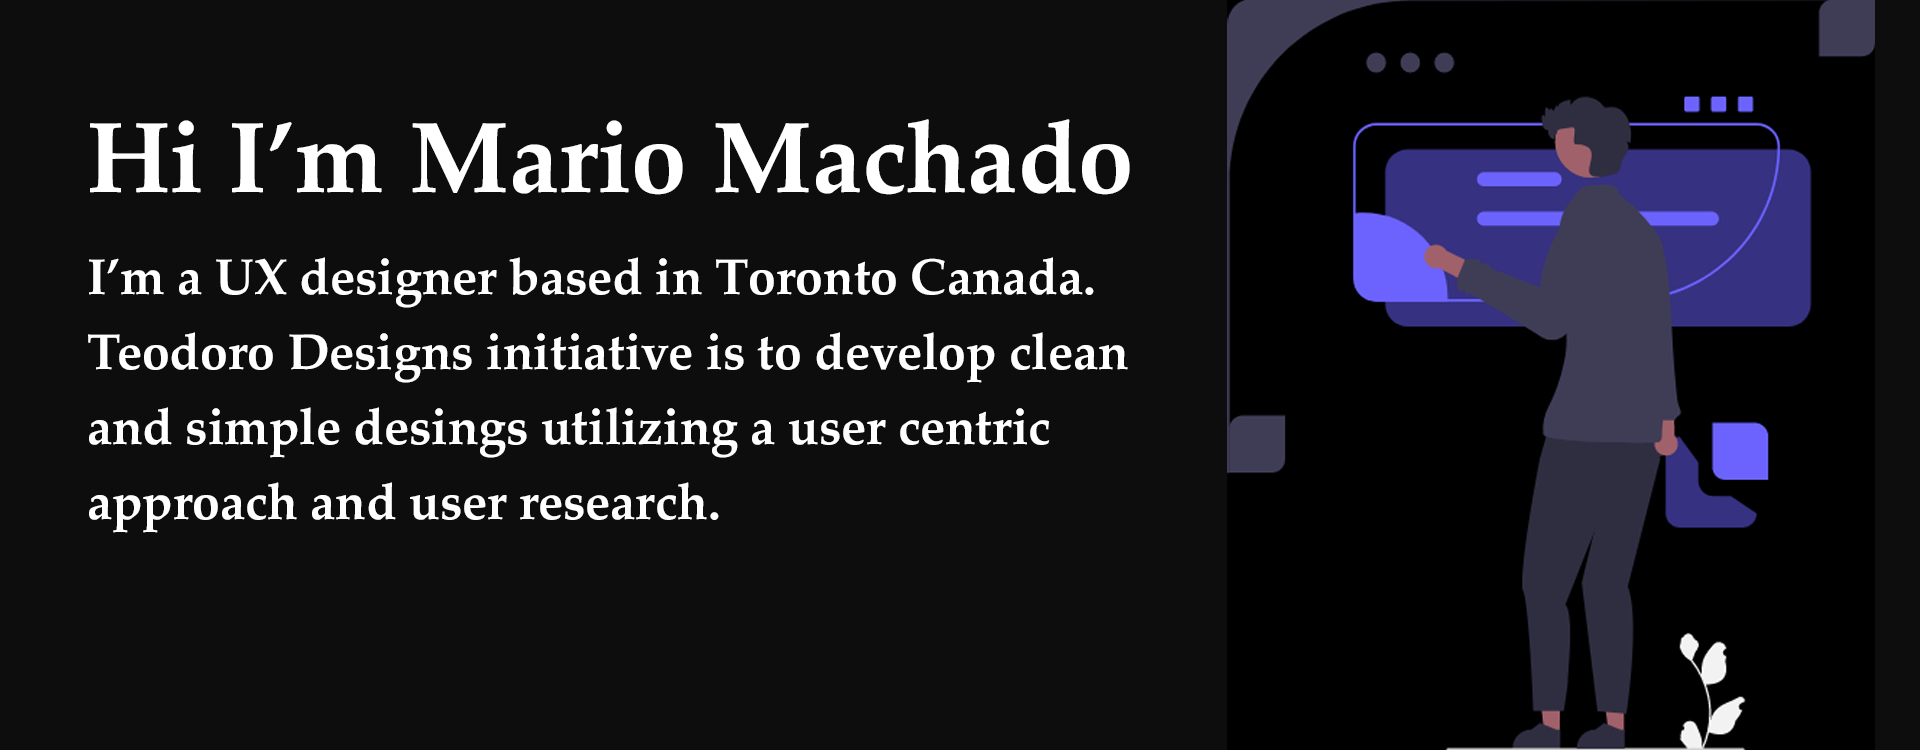 Hi I’m Mario Machado
I’m a UX designer based in Toronto Canada.
Teodoro Designs initiative is to develop clean
and simple desings utilizing a user centric
approach and user research.